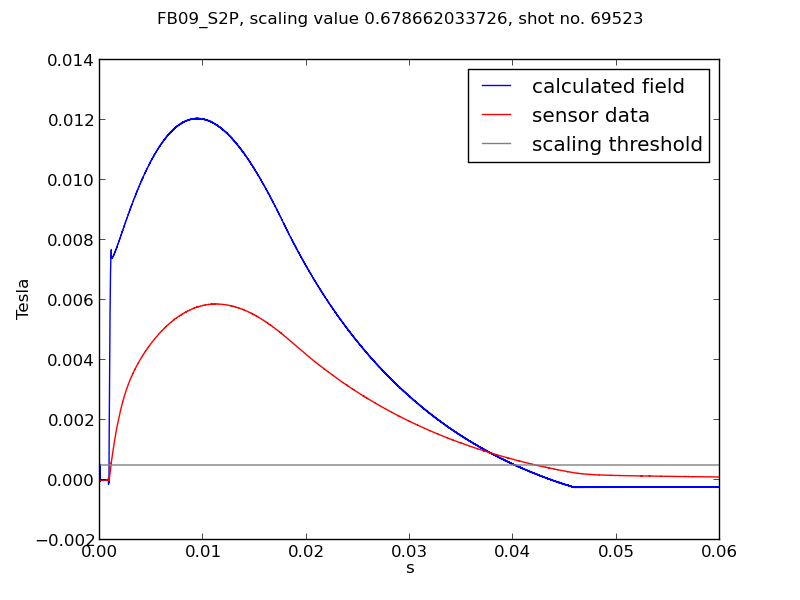 FB09_S2P, scaling value 0.678662033726, shot no. 69523
calculated field
sensor data
scaling threshold
0.014
0.012
0.010
0.008
0.006
0.004
0.002
0.000
−0.002
Tesla
0.00
0.01
0.02
0.03
0.04
0.05
0.06
s